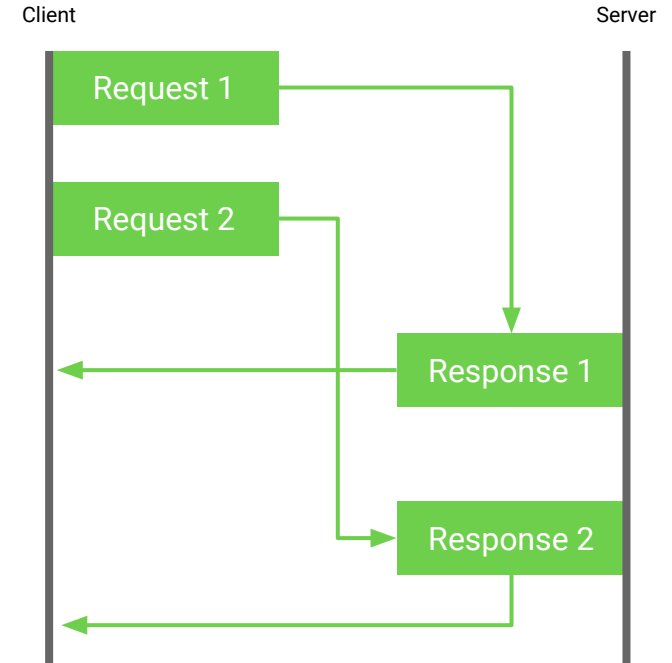 Client
Server
Request 1
Request 2
Response 1
Response 2